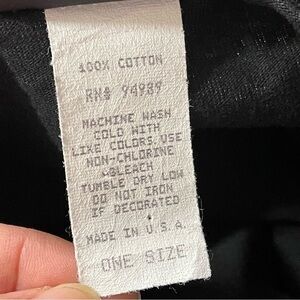 100% COTTON
RN# 94989
MACHINE WASH
COLD WITH
LIKE COLORS USE
NON-CHLORINE
BLEACH
TUMBLE DRY LOW
DO NOT IRON
IF DECORATED
MADE IN U.S.A.
ONE SIZE